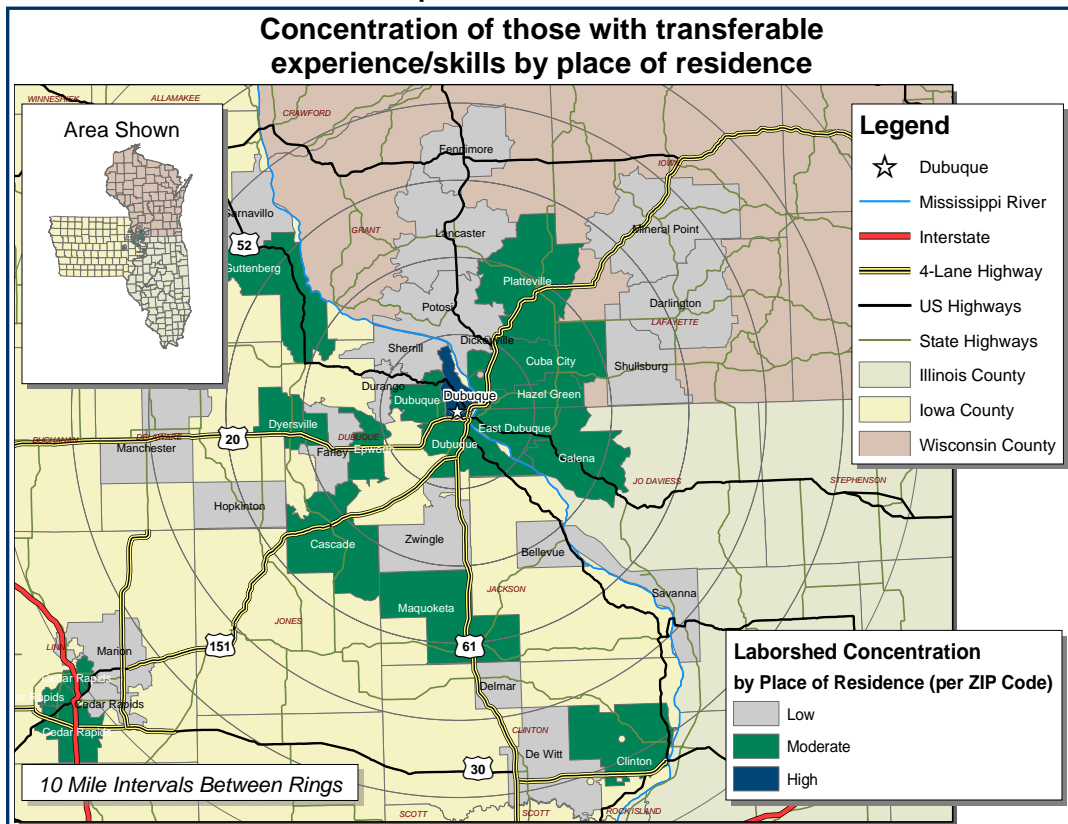 Concentration of those with transferable
experience/skills by place of residence
WINNESHIEK
ALLAMAKEE
CRAWFORD
Area Shown
Fennimore
IOWA
Garnavillo
52
GRANT
Lancaster
Mineral Point
Guttenberg
Platteville
Potosi
Darlington
LAFAYETTE
Sherrill
Dickeyville
Cuba City
Shullsburg
Durango
Dubuque
Dubuque
Hazel Green
Dyersville
East Dubuque
BUCHANAN
DELAWARE
20
DUBUQUE
Manchester
Farley
Epworth
Dubuque
Galena
JO DAVIESS
STEPHENSON
Hopkinton
Cascade
Zwingle
Bellevue
JACKSON
Savanna
Maquoketa
JONES
LINN
Marion
151
61
Cedar Rapids
Cedar Rapids
Cedar Rapids
Cedar Rapids
Delmar
CLINTON
De Witt
Clinton
30
10 Mile Intervals Between Rings
SCOTT
SCOTT
ROCK ISLAND
Legend
Dubuque
Mississippi River
Interstate
4-Lane Highway
US Highways
State Highways
Illinois County
Iowa County
Wisconsin County
Laborshed Concentration
by Place of Residence (per ZIP Code)
Low
Moderate
High